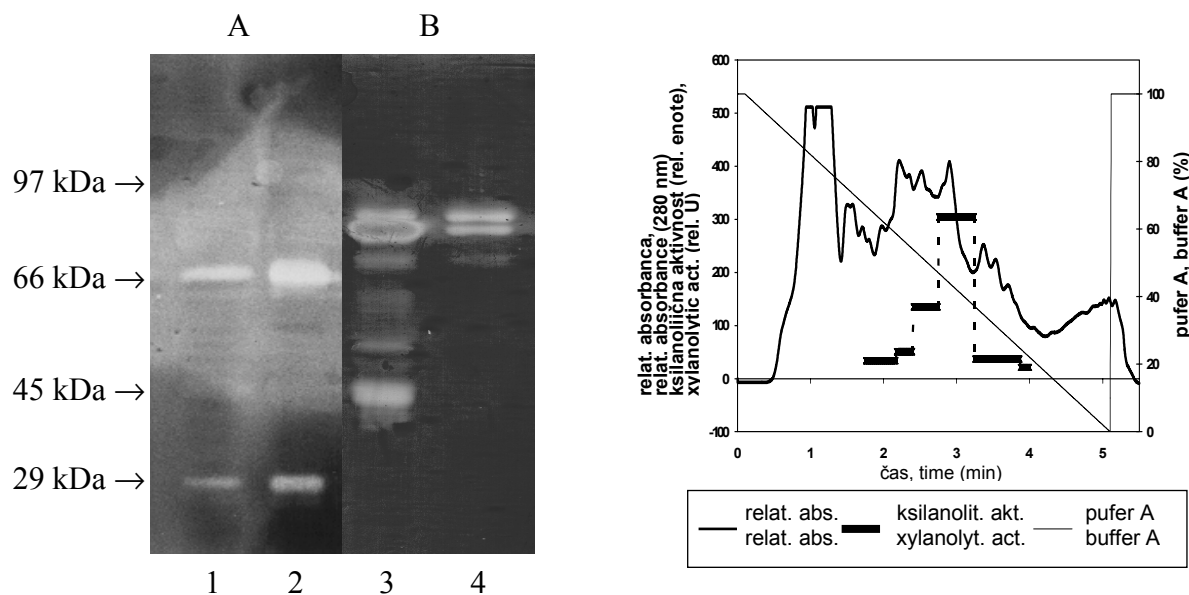 A B
97 kDa →
66 kDa →
45 kDa →
29 kDa →
1 2 3 4
relat. absorbanca,
relat. absorbance (280 nm)
ksilanoliična aktivnost (rel. enote),
xylanolytic act. (rel. U)
600
500
400
300
200
100
0
-100
0 1 2 3 4 5
čas, time (min)
100
80
60
40
20
0
pufer A, buffer A (%)
relat. abs.
relat. abs.
ksilanolit. akt.
xylanolyt. act.
pufer A
buffer A